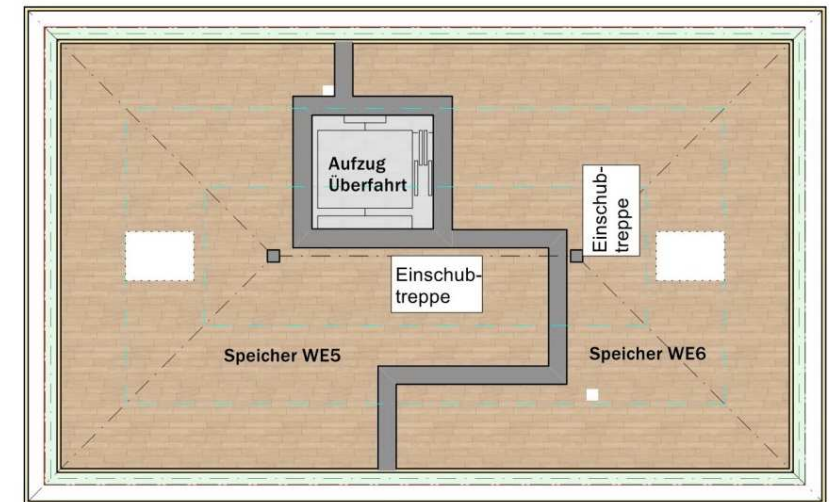 Aufzug
Überfahrt
Einschub-
treppe
Einschub-
treppe
Speicher WE5
Speicher WE6